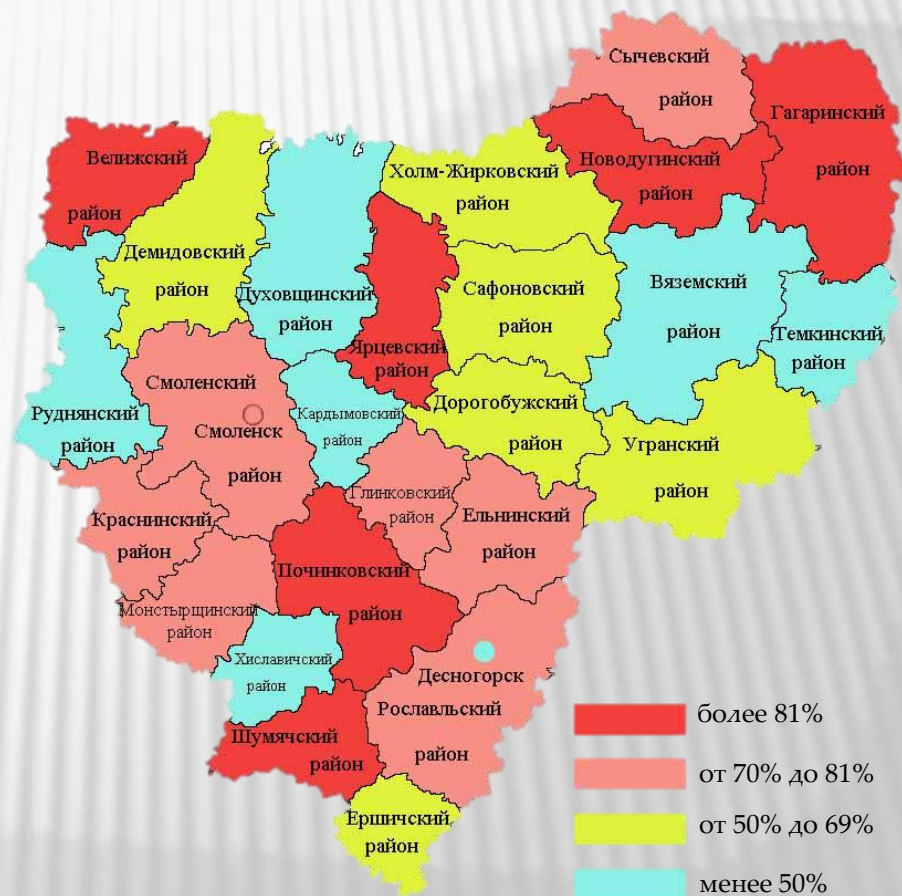 Сычевский
район
Гагаринский
район
Велижский
район
Новодугинский
район
Холм-Жирковский
район
Демидовский
район
Духовщинский
район
Сафоновский
район
Вяземский
район
Темкинский
район
Ярцевский
район
Смоленский
Смоленск
район
Руднянский
район
Кардымовский
район
Дорогобужский
район
Угранский
район
Глинковский
район
Ельнинский
район
Краснинский
район
Починковский
район
Монстырщинский
район
Хиславичский
район
Десногорск
Рославльский
район
Шумячский
район
Ершичский
район
более 81%
от 70% до 81%
от 50% до 69%
менее 50%